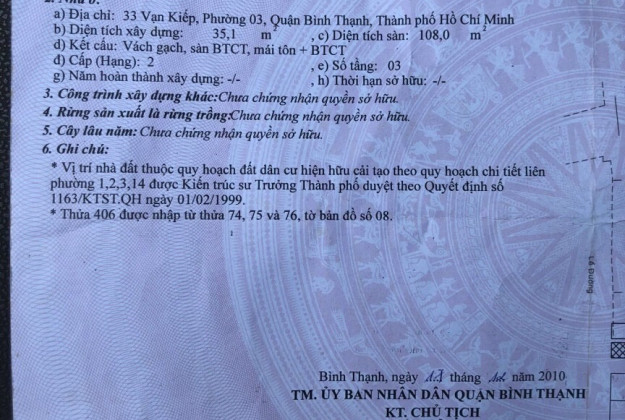 a) Địa chỉ: 33 Vạn Kiếp, Phường 03, Quận Bình Thạnh, Thành phố Hồ Chí Minh
b) Diện tích xây dựng: 35,1 m² , c) Diện tích sàn: 108,0 m²
d) Kết cấu: Vách gạch, sàn BTCT, mái tôn + BTCT
đ) Cấp (Hạng): 2 , e) Số tầng: 03
g) Năm hoàn thành xây dựng: -/- , h) Thời hạn sở hữu: -/-
3. Công trình xây dựng khác:Chưa chứng nhận quyền sở hữu.
4. Rừng sản xuất là rừng trồng:Chưa chứng nhận quyền sở hữu.
5. Cây lâu năm: Chưa chứng nhận quyền sở hữu.
6. Ghi chú:
* Vị trí nhà đất thuộc quy hoạch đất dân cư hiện hữu cải tạo theo quy hoạch chi tiết liên
phường 1,2,3,14 được Kiến trúc sư Trưởng Thành phố duyệt theo Quyết định số
1163/KTST.QH ngày 01/02/1999.
* Thửa 406 được nhập từ thửa 74, 75 và 76, tờ bản đồ số 08.
Lộ Đường
Bình Thạnh, ngày tháng năm 2010
TM. ỦY BAN NHÂN DÂN QUẬN BÌNH THẠNH
KT. CHỦ TỊCH